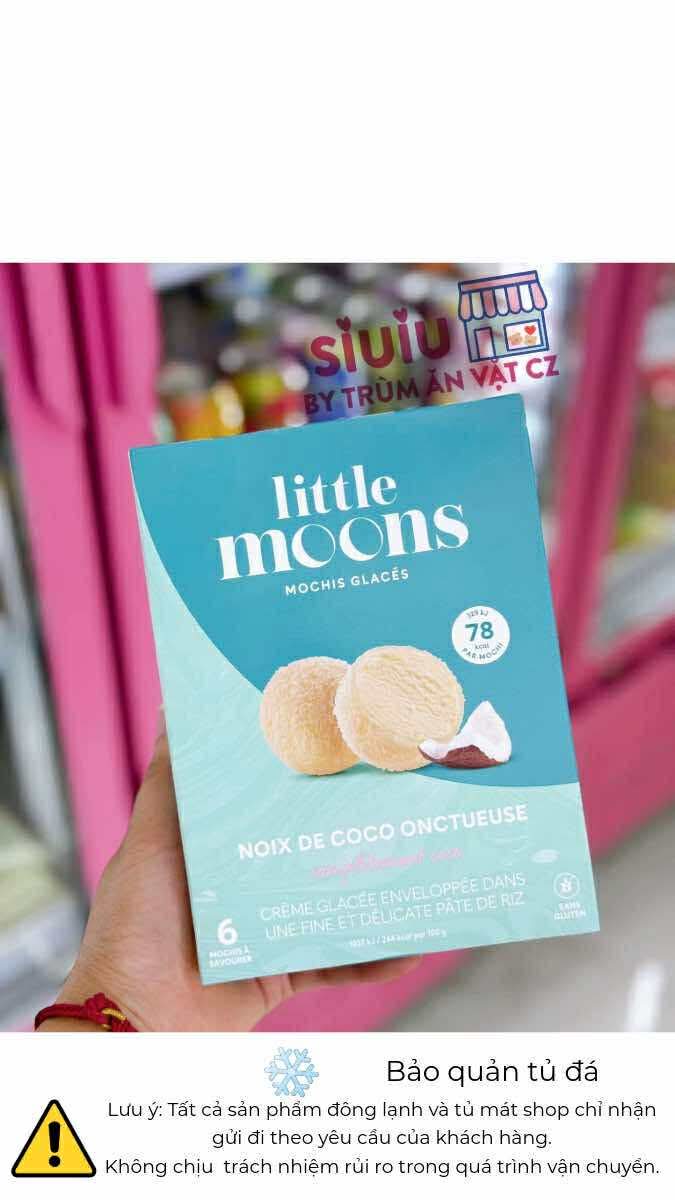 SIUIU
BY TRÙM ĂN VẶT CZ
little
moons
MOCHIS GLACÉS
329 kJ
78
kcal
PAR MOCHI
NOIX DE COCO ONCTUEUSE
CRÈME GLACÉE ENVELOPPÉE DANS
UNE FINE ET DÉLICATE PÂTE DE RIZ
6
MOCHIS À
SAVOURER
SANS
GLUTEN
Bảo quản tủ đá
Lưu ý: Tất cả sản phẩm đông lạnh và tủ mát shop chỉ nhận
gửi đi theo yêu cầu của khách hàng.
Không chịu trách nhiệm rủi ro trong quá trình vận chuyển.